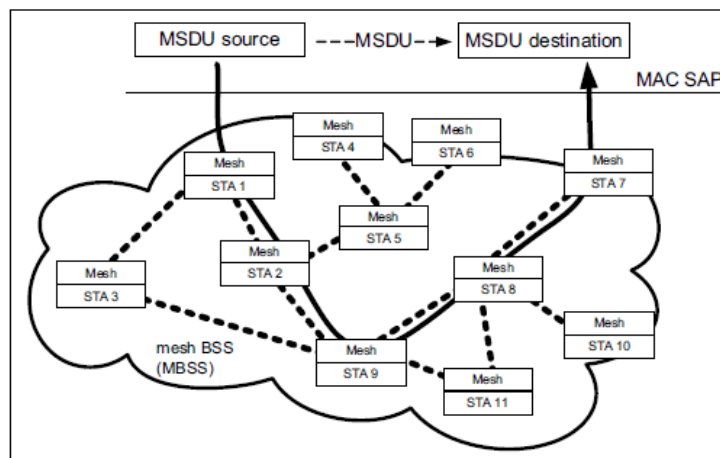 MSDU source
MSDU
MSDU destination
MAC SAP
Mesh
STA 4
Mesh
STA 6
Mesh
STA 1
Mesh
STA 7
Mesh
STA 5
Mesh
STA 2
Mesh
STA 3
Mesh
STA 8
Mesh
STA 10
mesh BSS
(MBSS)
Mesh
STA 9
Mesh
STA 11